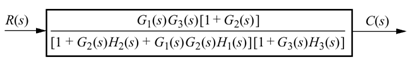 R(s)
G₁(s)G₃(s)[1 + G₂(s)]
C(s)
[1 + G₂(s)H₂(s) + G₁(s)G₂(s)H₁(s)][1 + G₃(s)H₃(s)]